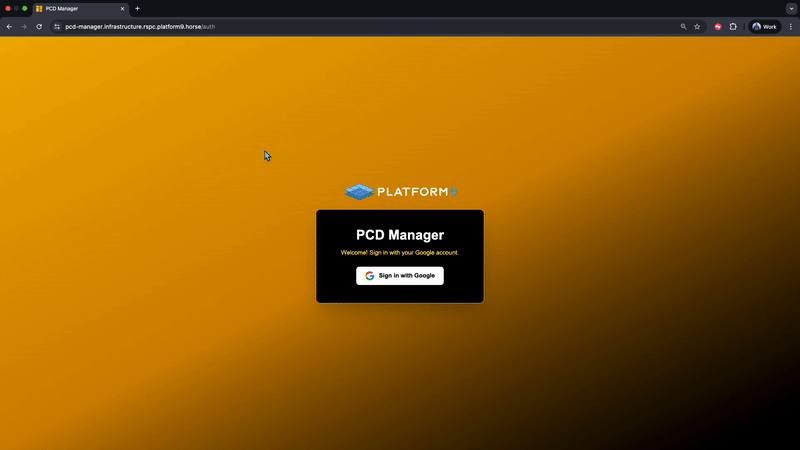 PCD Manager
pcd-manager.infrastructure.rspc.platform9.horse/auth
Work
PLATFORM9
PCD Manager
Welcome! Sign in with your Google account.
Sign in with Google